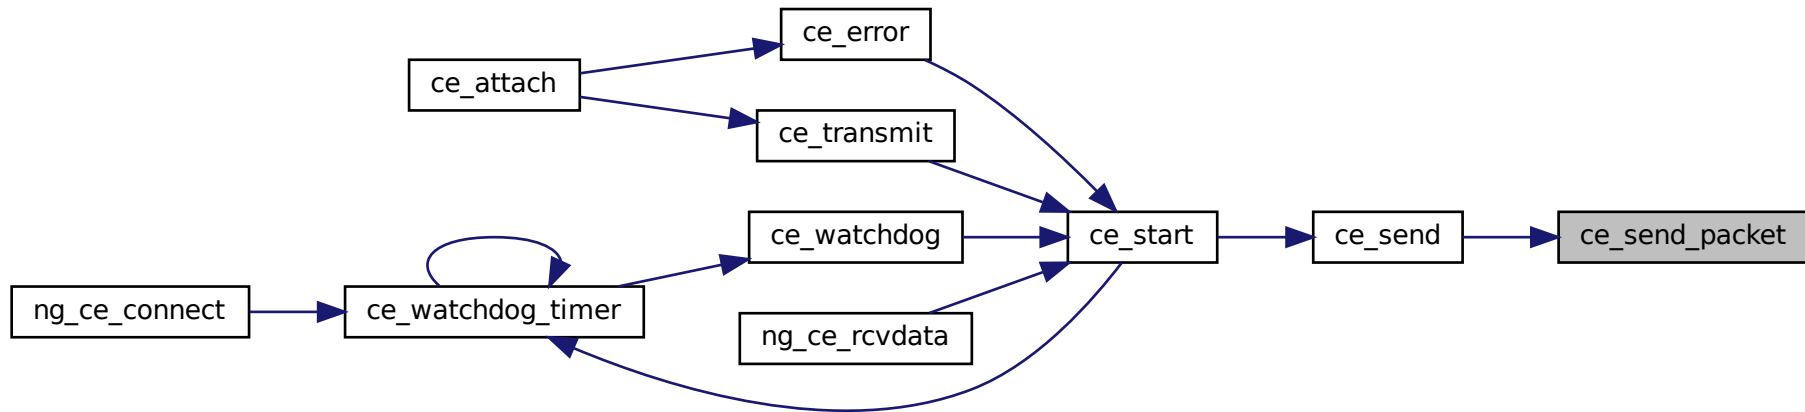 ce_error
ce_attach
ce_transmit
ce_watchdog
ce_start
ce_send
ce_send_packet
ng_ce_connect
ce_watchdog_timer
ng_ce_rcvdata